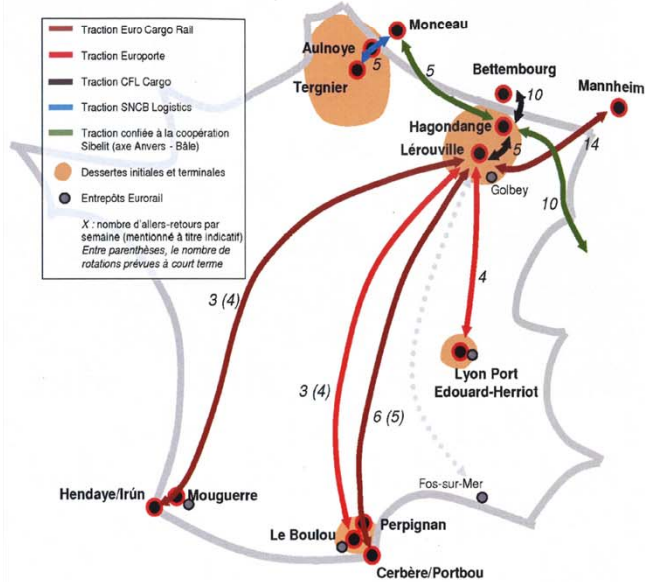 Traction Euro Cargo Rail
Traction Europorte
Traction CFL Cargo
Traction SNCB Logistics
Traction confiée à la coopération
Sibelit (axe Anvers - Bâle)
Dessertes initiales et terminales
Entrepôts Eurorail
X : nombre d'allers-retours par
semaine (mentionné à titre indicatif)
Entre parenthèses, le nombre de
rotations prévues à court terme
Monceau
Aulnoye
5
Tergnier
5
Bettembourg
10
Mannheim
Hagondange
5
14
Lérouville
Golbey
10
4
3 (4)
Lyon Port
Edouard-Herriot
3 (4)
6 (5)
Fos-sur-Mer
Hendaye/Irún
Mouguerre
Perpignan
Le Boulou
Cerbère/Portbou